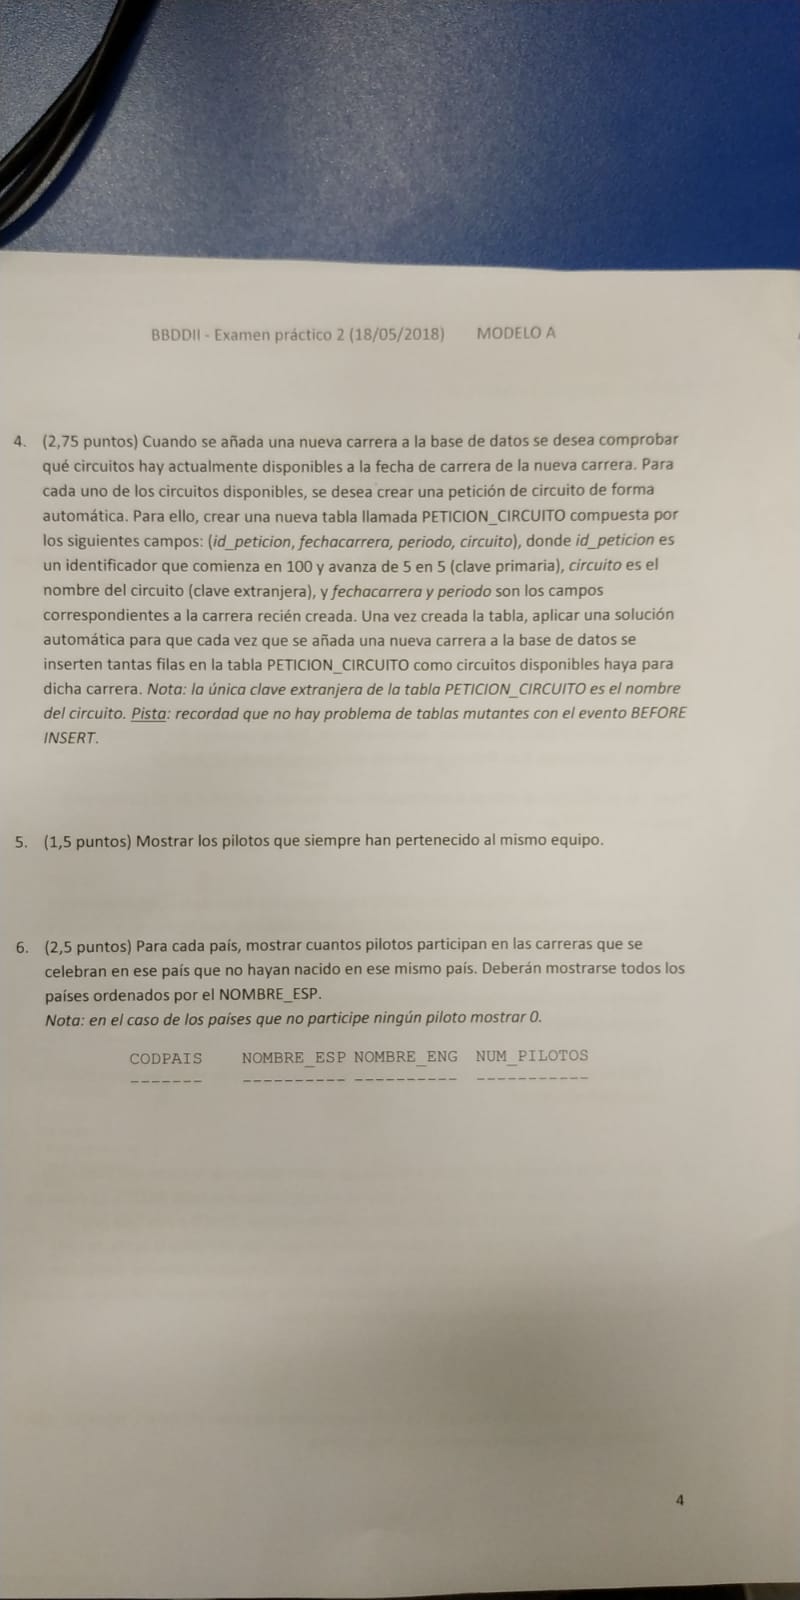 BBDDII - Examen práctico 2 (18/05/2018) MODELO A
4. (2,75 puntos) Cuando se añada una nueva carrera a la base de datos se desea comprobar
qué circuitos hay actualmente disponibles a la fecha de carrera de la nueva carrera. Para
cada uno de los circuitos disponibles, se desea crear una petición de circuito de forma
automática. Para ello, crear una nueva tabla llamada PETICION_CIRCUITO compuesta por
los siguientes campos: (id_peticion, fechacarrera, periodo, circuito), donde id_peticion es
un identificador que comienza en 100 y avanza de 5 en 5 (clave primaria), circuito es el
nombre del circuito (clave extranjera), y fechacarrera y periodo son los campos
correspondientes a la carrera recién creada. Una vez creada la tabla, aplicar una solución
automática para que cada vez que se añada una nueva carrera a la base de datos se
inserten tantas filas en la tabla PETICION_CIRCUITO como circuitos disponibles haya para
dicha carrera. Nota: la única clave extranjera de la tabla PETICION_CIRCUITO es el nombre
del circuito. Pista: recordad que no hay problema de tablas mutantes con el evento BEFORE
INSERT.
5. (1,5 puntos) Mostrar los pilotos que siempre han pertenecido al mismo equipo.
6. (2,5 puntos) Para cada país, mostrar cuantos pilotos participan en las carreras que se
celebran en ese país que no hayan nacido en ese mismo país. Deberán mostrarse todos los
países ordenados por el NOMBRE_ESP.
Nota: en el caso de los países que no participe ningún piloto mostrar 0.
CODPAIS NOMBRE_ESP NOMBRE_ENG NUM_PILOTOS
------- ---------- ---------- -----------
4